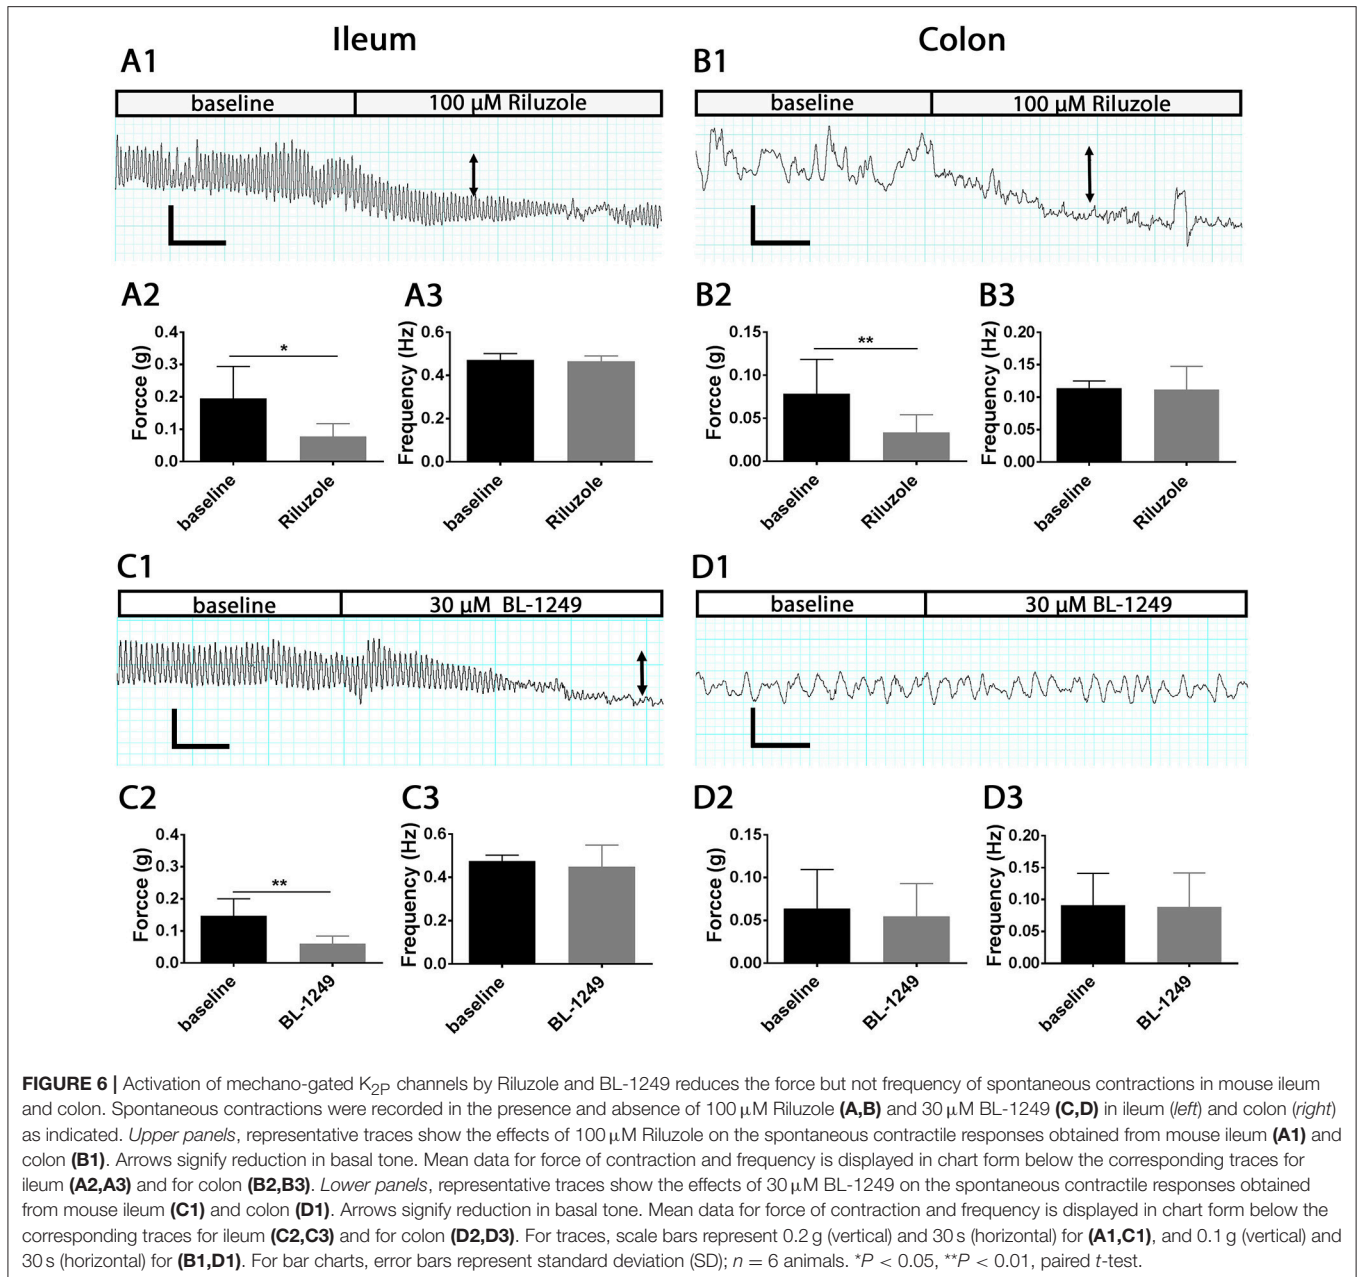 Ileum
Colon
A1
B1
baseline
100 µM Riluzole
baseline
100 µM Riluzole
A2
A3
B2
B3
Forcce (g)
0.4
0.3
0.2
0.1
0.0
*
baseline
Riluzole
Frequency (Hz)
0.6
0.4
0.2
0.0
baseline
Riluzole
Forcce (g)
0.15
0.10
0.05
0.00
**
baseline
Riluzole
Frequency (Hz)
0.20
0.15
0.10
0.05
0.00
baseline
Riluzole
C1
D1
baseline
30 µM BL-1249
baseline
30 µM BL-1249
C2
C3
D2
D3
Forcce (g)
0.4
0.3
0.2
0.1
0.0
**
baseline
BL-1249
Frequency (Hz)
0.6
0.4
0.2
0.0
baseline
BL-1249
Forcce (g)
0.15
0.10
0.05
0.00
baseline
BL-1249
Frequency (Hz)
0.20
0.15
0.10
0.05
0.00
baseline
BL-1249
FIGURE 6 | Activation of mechano-gated K2P channels by Riluzole and BL-1249 reduces the force but not frequency of spontaneous contractions in mouse ileum
and colon. Spontaneous contractions were recorded in the presence and absence of 100 µM Riluzole (A,B) and 30 µM BL-1249 (C,D) in ileum (left) and colon (right)
as indicated. Upper panels, representative traces show the effects of 100 µM Riluzole on the spontaneous contractile responses obtained from mouse ileum (A1) and
colon (B1). Arrows signify reduction in basal tone. Mean data for force of contraction and frequency is displayed in chart form below the corresponding traces for
ileum (A2,A3) and for colon (B2,B3). Lower panels, representative traces show the effects of 30 µM BL-1249 on the spontaneous contractile responses obtained
from mouse ileum (C1) and colon (D1). Arrows signify reduction in basal tone. Mean data for force of contraction and frequency is displayed in chart form below the
corresponding traces for ileum (C2,C3) and for colon (D2,D3). For traces, scale bars represent 0.2 g (vertical) and 30 s (horizontal) for (A1,C1), and 0.1 g (vertical) and
30 s (horizontal) for (B1,D1). For bar charts, error bars represent standard deviation (SD); n = 6 animals. *P < 0.05, **P < 0.01, paired t-test.